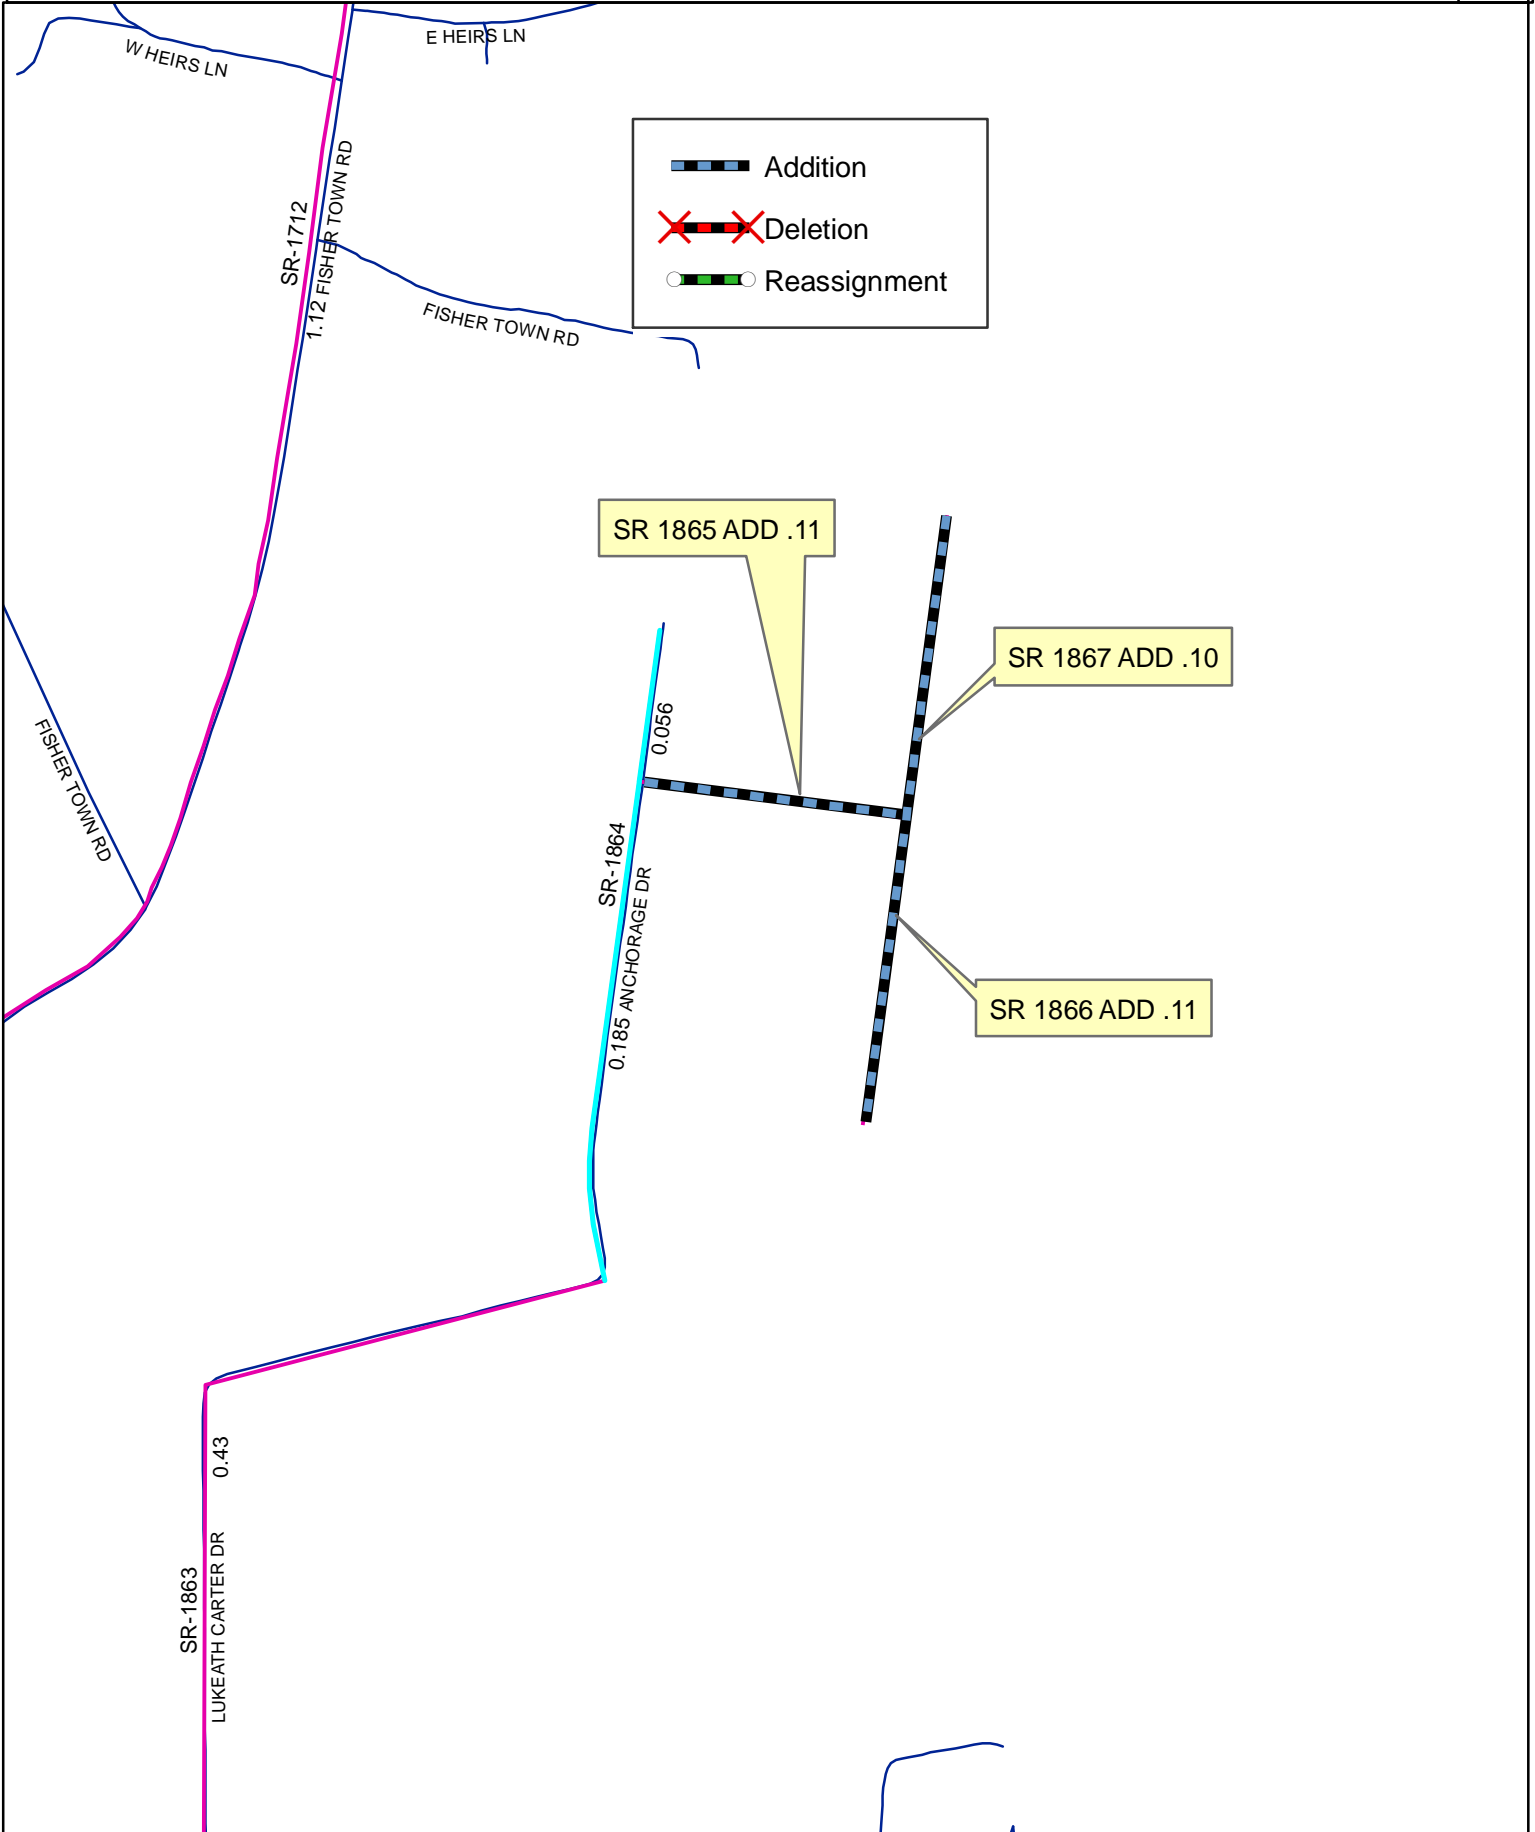 E HEIRS LN
W HEIRS LN
Addition
Deletion
Reassignment
SR-1712
1.12 FISHER TOWN RD
FISHER TOWN RD
SR 1865 ADD .11
SR 1867 ADD .10
0.056
FISHER TOWN RD
SR-1864
0.185 ANCHORAGE DR
SR 1866 ADD .11
0.43
SR-1863
LUKEATH CARTER DR